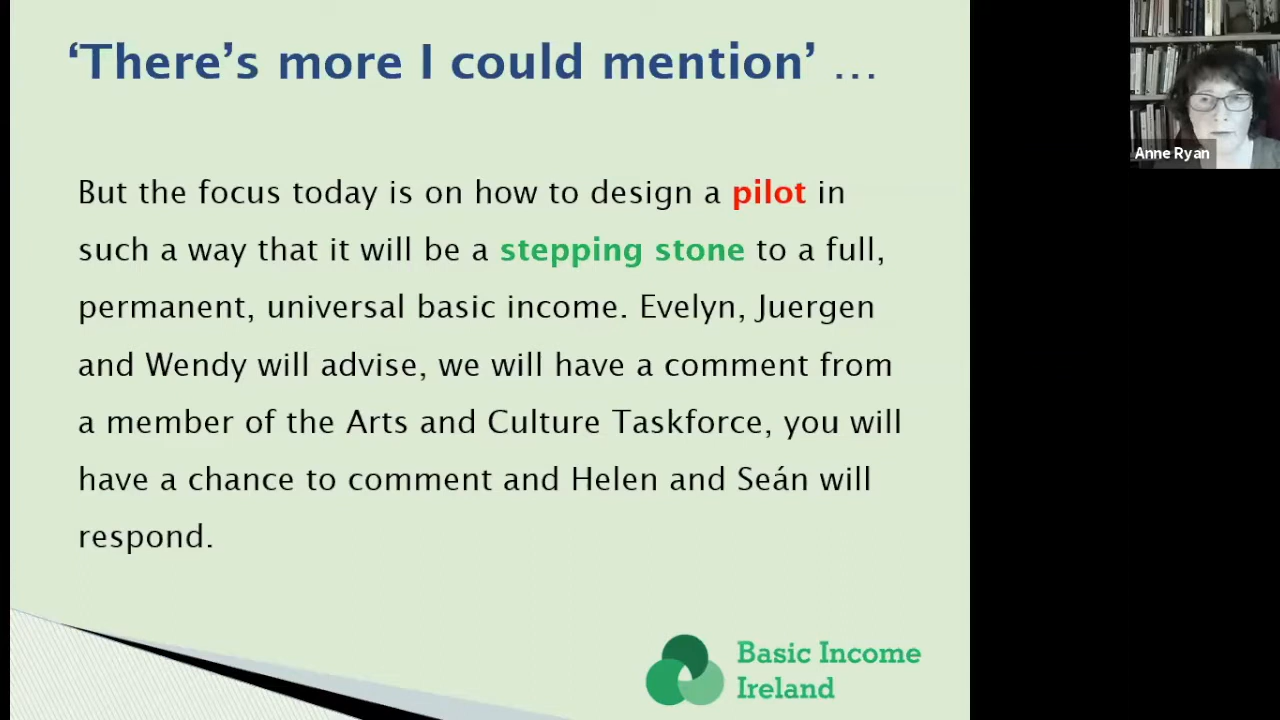 ‘There’s more I could mention’ ...
But the focus today is on how to design a pilot in
such a way that it will be a stepping stone to a full,
permanent, universal basic income. Evelyn, Juergen
and Wendy will advise, we will have a comment from
a member of the Arts and Culture Taskforce, you will
have a chance to comment and Helen and Seán will
respond.
Basic Income
Ireland
Anne Ryan